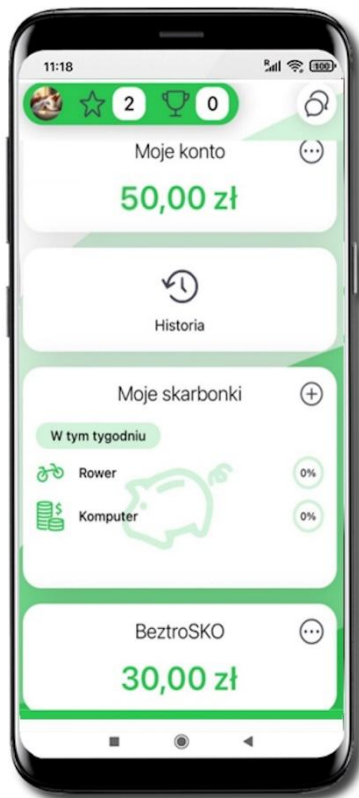 11:18
R
100
2
0
Moje konto
50,00 zł
Historia
Moje skarbonki
W tym tygodniu
Rower
0%
$
Komputer
0%
BeztroSKO
30,00 zł